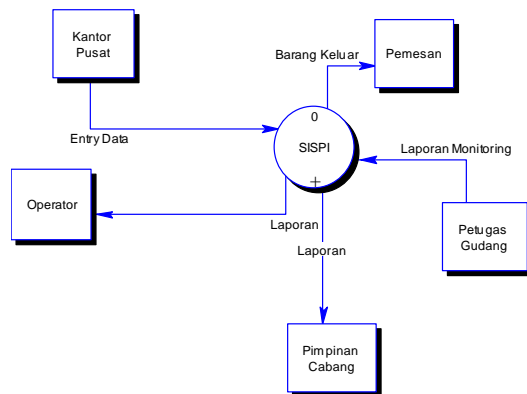 Kantor
Pusat
Barang Keluar
Pemesan
0
SISPI
Entry Data
Laporan Monitoring
Operator
Laporan
Petugas
Gudang
Laporan
Pimpinan
Cabang